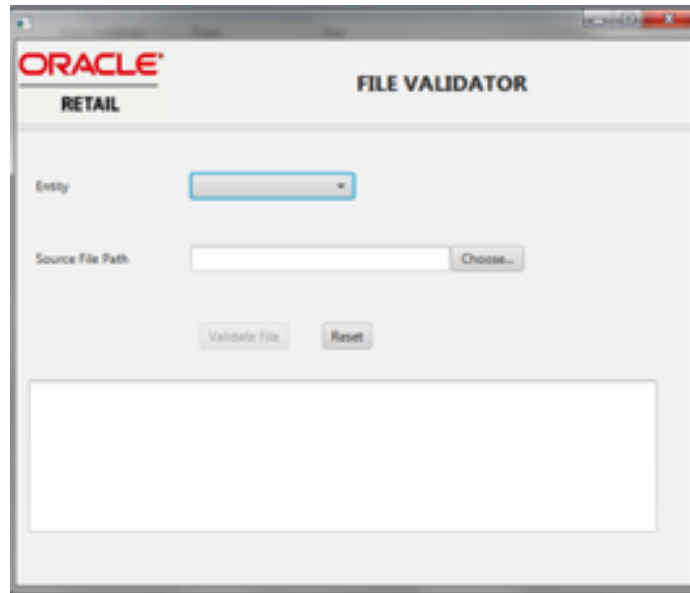 ORACLE
RETAIL
FILE VALIDATOR
Entity
Source File Path
Choose...
Validate File
Reset